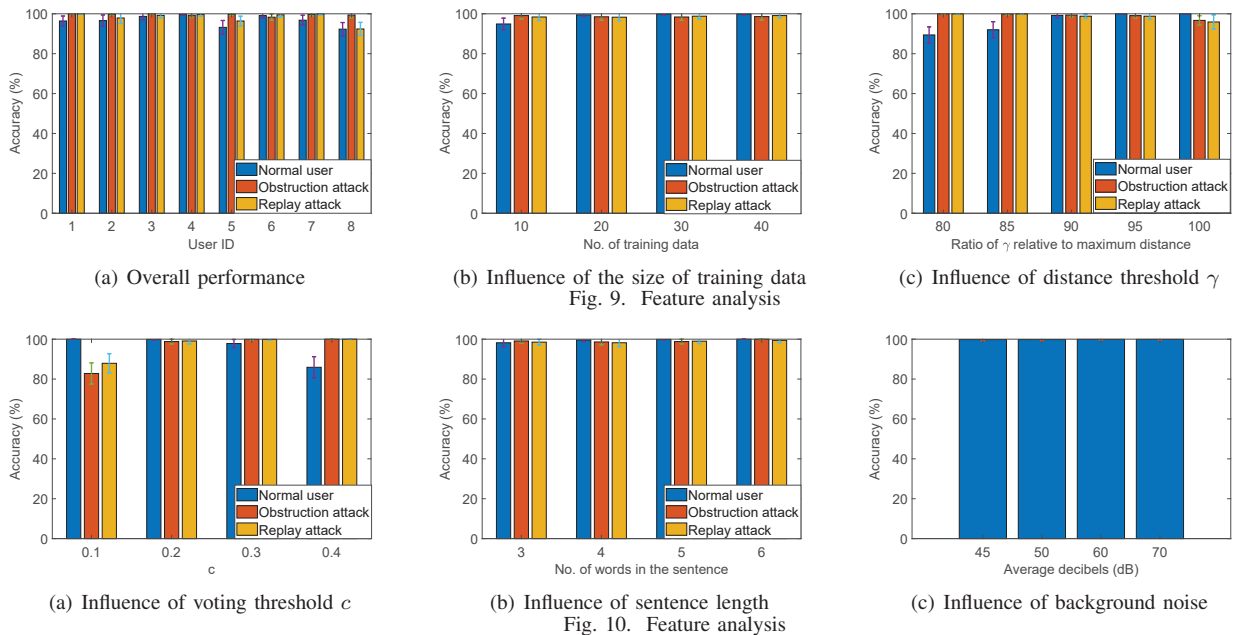 100
80
60
40
20
0
Accuracy (%)
Normal user
Obstruction attack
Replay attack
1 2 3 4 5 6 7 8
User ID
(a) Overall performance
100
80
60
40
20
0
Accuracy (%)
Normal user
Obstruction attack
Replay attack
10 20 30 40
No. of training data
(b) Influence of the size of training data
100
80
60
40
20
0
Accuracy (%)
Normal user
Obstruction attack
Replay attack
80 85 90 95 100
Ratio of γ relative to maximum distance
(c) Influence of distance threshold γ
Fig. 9. Feature analysis
100
80
60
40
20
0
Accuracy (%)
Normal user
Obstruction attack
Replay attack
0.1 0.2 0.3 0.4
c
(a) Influence of voting threshold c
100
80
60
40
20
0
Accuracy (%)
Normal user
Obstruction attack
Replay attack
3 4 5 6
No. of words in the sentence
(b) Influence of sentence length
100
80
60
40
20
0
Accuracy (%)
45 50 60 70
Average decibels (dB)
(c) Influence of background noise
Fig. 10. Feature analysis